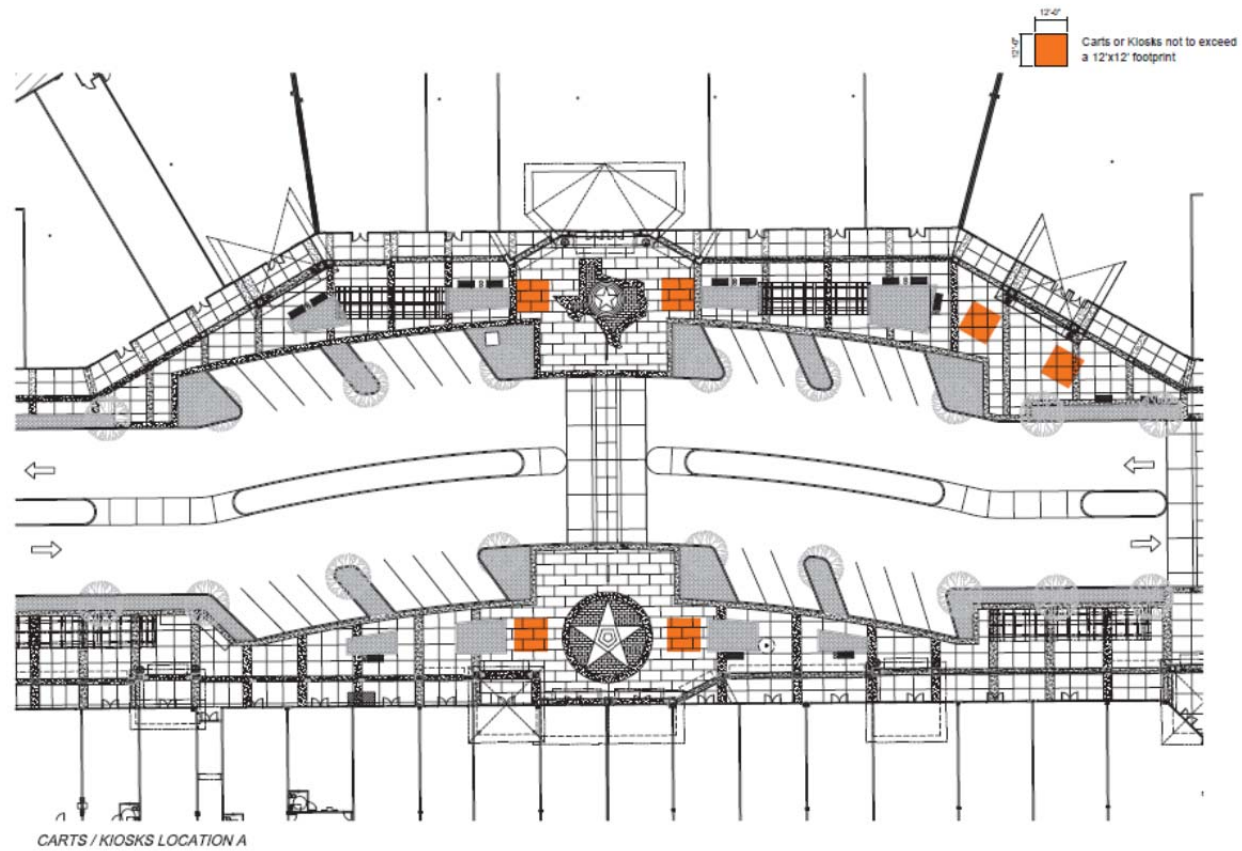 12'-0"
12'-0"
Carts or Kiosks not to exceed
a 12'x12' footprint
CARTS / KIOSKS LOCATION A